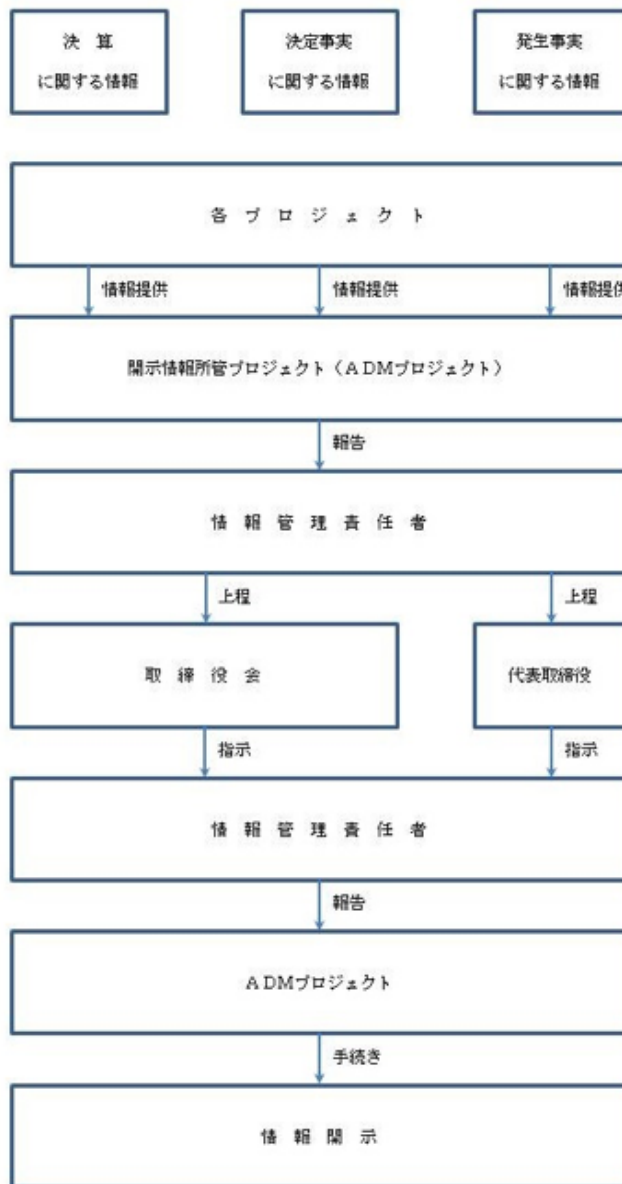 決 算
に関する情報
決定事実
に関する情報
発生事実
に関する情報
各 プ ロ ジ ェ ク ト
情報提供
情報提供
情報提供
開示情報所管プロジェクト（ＡＤＭプロジェクト）
報告
情 報 管 理 責 任 者
上程
上程
取 締 役 会
代表取締役
指示
指示
情 報 管 理 責 任 者
報告
ＡＤＭプロジェクト
手続き
情 報 開 示